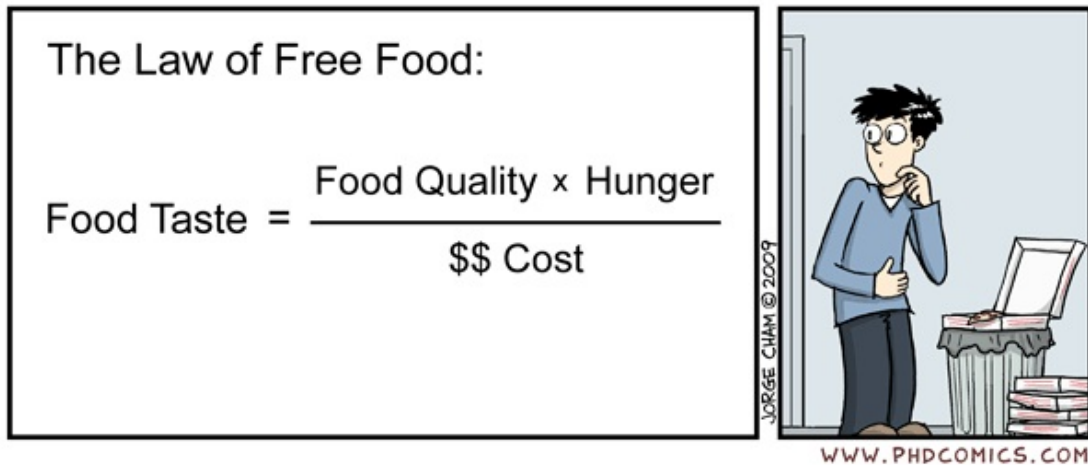 The Law of Free Food:
Food Taste = Food Quality x Hunger
$$ Cost
JORGE CHAM © 2009
WWW.PHDCOMICS.COM